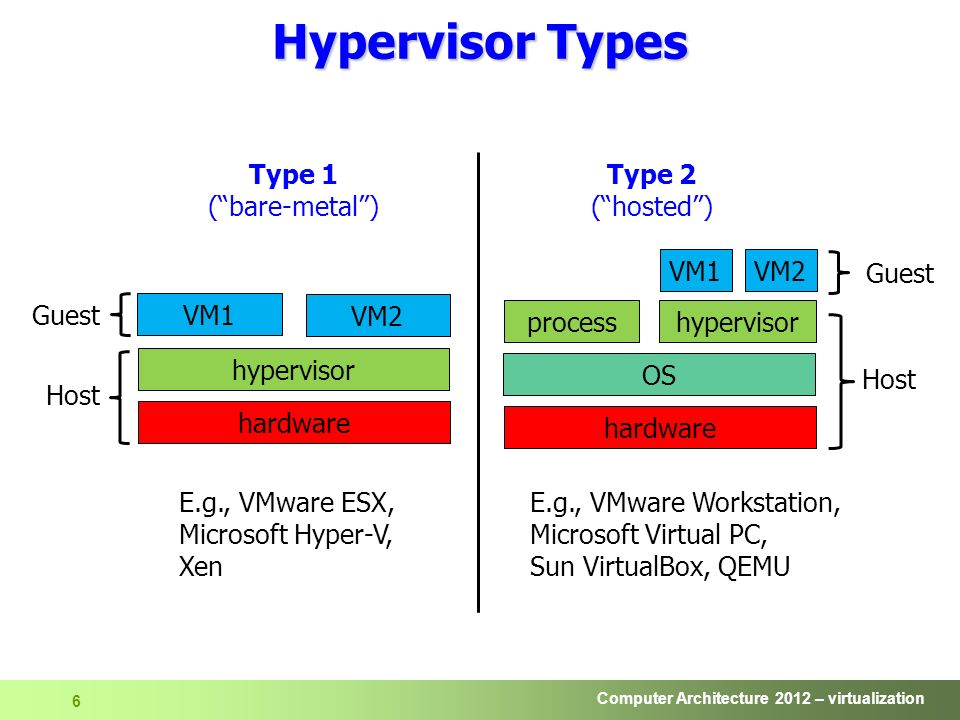 Hypervisor Types
Type 1
(“bare-metal”)
Guest
VM1
VM2
hypervisor
Host
hardware
E.g., VMware ESX,
Microsoft Hyper-V,
Xen
Type 2
(“hosted”)
VM1
VM2
Guest
process
hypervisor
OS
Host
hardware
E.g., VMware Workstation,
Microsoft Virtual PC,
Sun VirtualBox, QEMU
6
Computer Architecture 2012 – virtualization